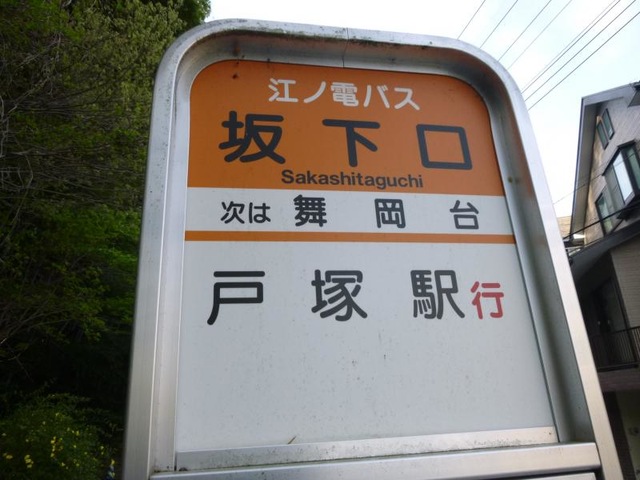 江ノ電バス
坂下口
Sakashitaguchi
次は 舞岡台
戸塚駅行